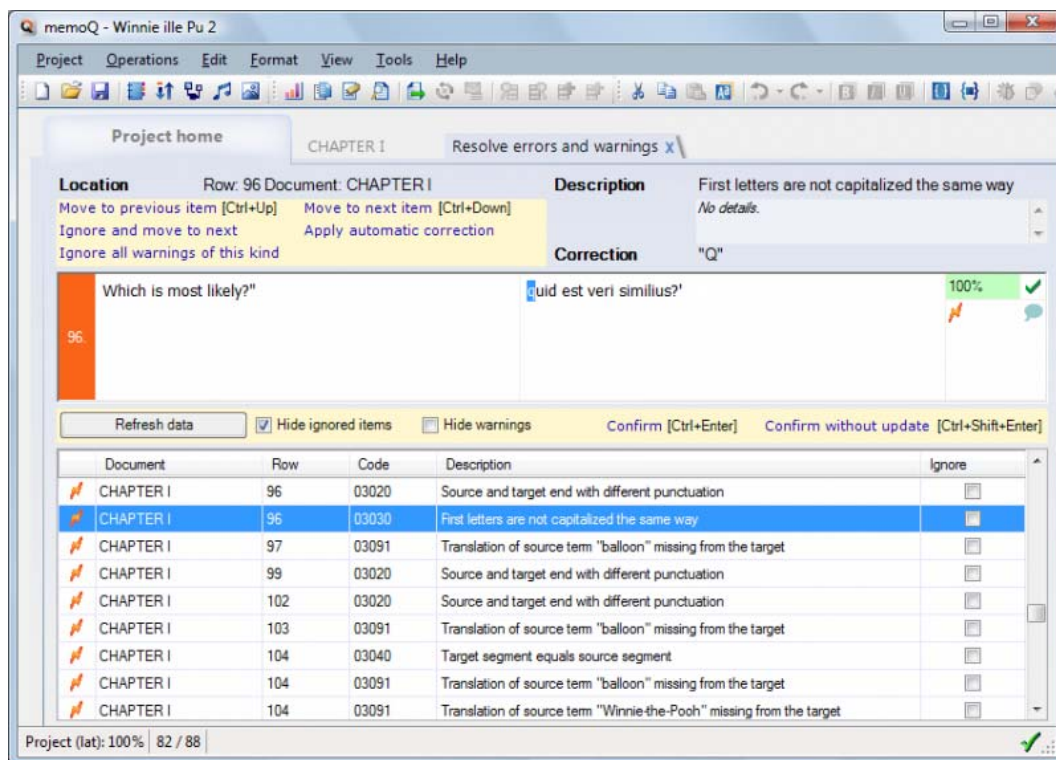 memoQ - Winnie ille Pu 2
Project Operations Edit Format View Tools Help
Project home CHAPTER I Resolve errors and warnings x
Location Row: 96 Document: CHAPTER I Description First letters are not capitalized the same way
Move to previous item [Ctrl+Up] Move to next item [Ctrl+Down] No details.
Ignore and move to next Apply automatic correction
Ignore all warnings of this kind Correction "Q"
96. Which is most likely?" quid est veri similius?' 100%
Refresh data Hide ignored items Hide warnings Confirm [Ctrl+Enter] Confirm without update [Ctrl+Shift+Enter]
Document Row Code Description Ignore
CHAPTER I 96 03020 Source and target end with different punctuation
CHAPTER I 96 03030 First letters are not capitalized the same way
CHAPTER I 97 03091 Translation of source term "balloon" missing from the target
CHAPTER I 99 03020 Source and target end with different punctuation
CHAPTER I 102 03020 Source and target end with different punctuation
CHAPTER I 103 03091 Translation of source term "balloon" missing from the target
CHAPTER I 104 03040 Target segment equals source segment
CHAPTER I 104 03091 Translation of source term "balloon" missing from the target
CHAPTER I 104 03091 Translation of source term "Winnie-the-Pooh" missing from the target
Project (lat): 100% 82 / 88